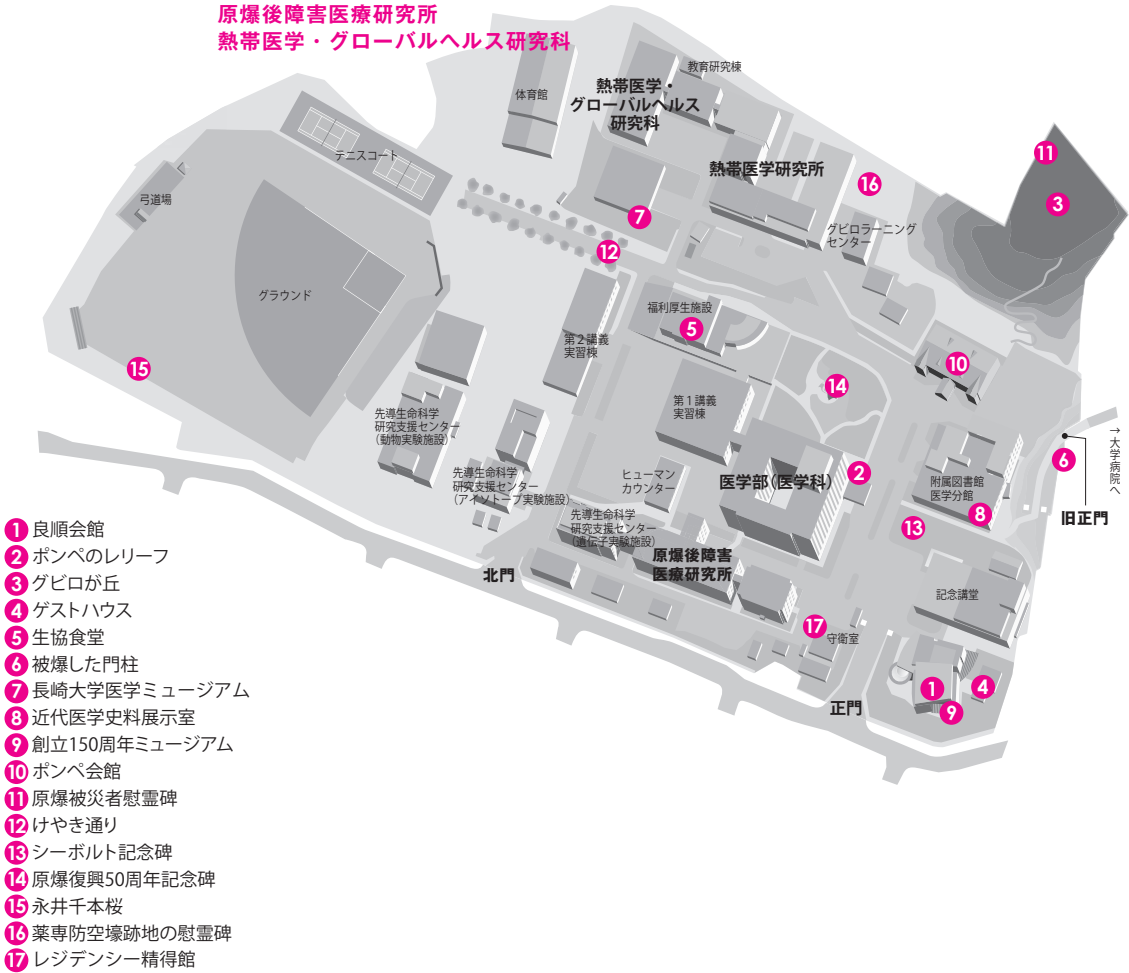 原爆後障害医療研究所
熱帯医学・グローバルヘルス研究科
教育研究棟
体育館
熱帯医学・
グローバルヘルス
研究科
11
テニスコート
熱帯医学研究所
16
弓道場
3
7
グビロラーニング
センター
12
グラウンド
福利厚生施設
5
第2講義
実習棟
10
15
14
第1講義
実習棟
先導生命科学
研究支援センター
（動物実験施設）
→大学病院へ
6
先導生命科学
研究支援センター
（アイソトープ実験施設）
ヒューマン
カウンター
医学部（医学科）
2
附属図書館
医学分館
8
旧正門
先導生命科学
研究支援センター
（遺伝子実験施設）
13
原爆後障害
医療研究所
北門
記念講堂
17
守衛室
1
4
9
正門
1 良順会館
2 ポンペのレリーフ
3 グビロが丘
4 ゲストハウス
5 生協食堂
6 被爆した門柱
7 長崎大学医学ミュージアム
8 近代医学史料展示室
9 創立150周年ミュージアム
10 ポンペ会館
11 原爆被災者慰霊碑
12 けやき通り
13 シーボルト記念碑
14 原爆復興50周年記念碑
15 永井千本桜
16 薬専防空壕跡地の慰霊碑
17 レジデンシー精得館